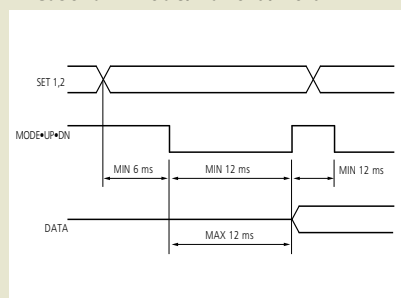 SET 1,2
MODE•UP•DN
MIN 6 ms
MIN 12 ms
MIN 12 ms
DATA
MAX 12 ms